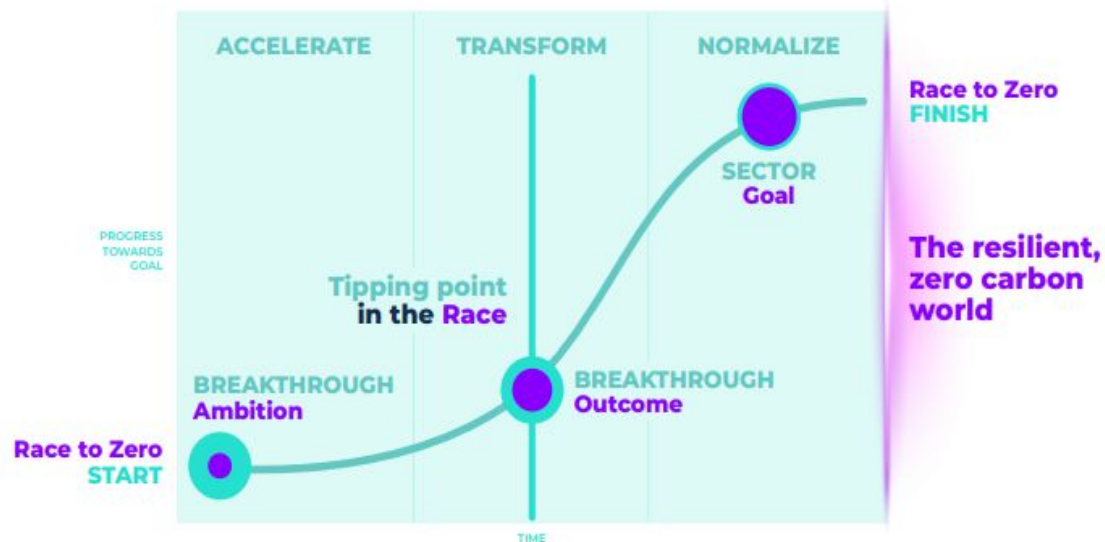 ACCELERATE
TRANSFORM
NORMALIZE
Race to Zero
FINISH
SECTOR
Goal
PROGRESS
TOWARDS
GOAL
The resilient,
zero carbon
world
Tipping point
in the Race
BREAKTHROUGH
Ambition
BREAKTHROUGH
Outcome
Race to Zero
START
TIME